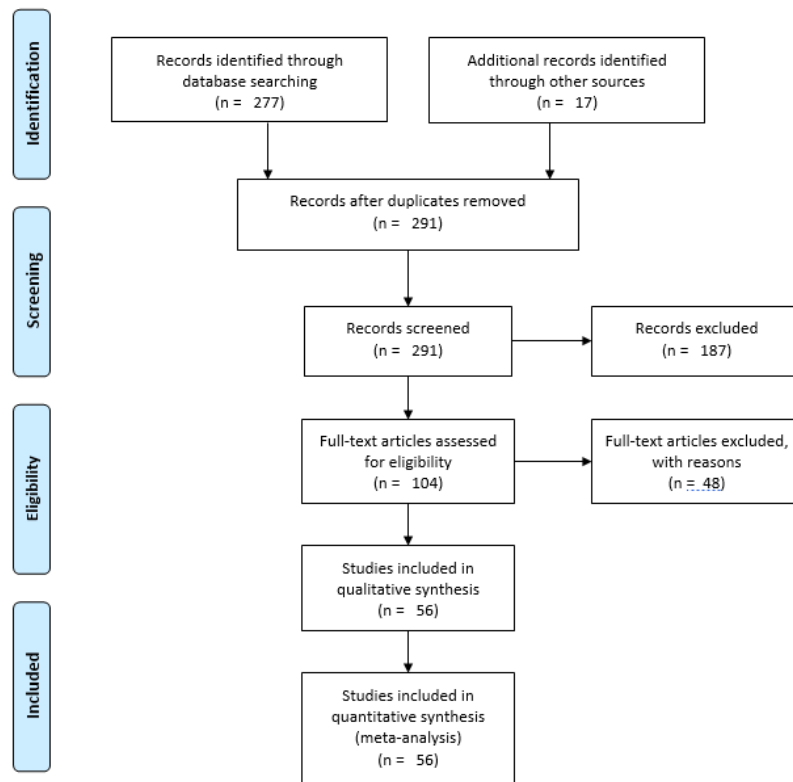 Identification
Records identified through
database searching
(n = 277)
Additional records identified
through other sources
(n = 17)
Records after duplicates removed
(n = 291)
Screening
Records screened
(n = 291)
Records excluded
(n = 187)
Eligibility
Full-text articles assessed
for eligibility
(n = 104)
Full-text articles excluded,
with reasons
(n = 48)
Studies included in
qualitative synthesis
(n = 56)
Included
Studies included in
quantitative synthesis
(meta-analysis)
(n = 56)